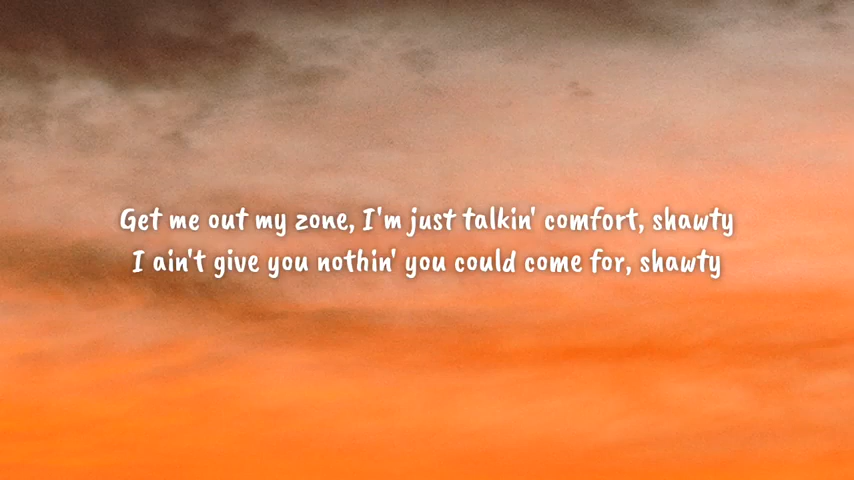 Get me out my zone, I'm just talkin' comfort, shawty
I ain't give you nothin' you could come for, shawty